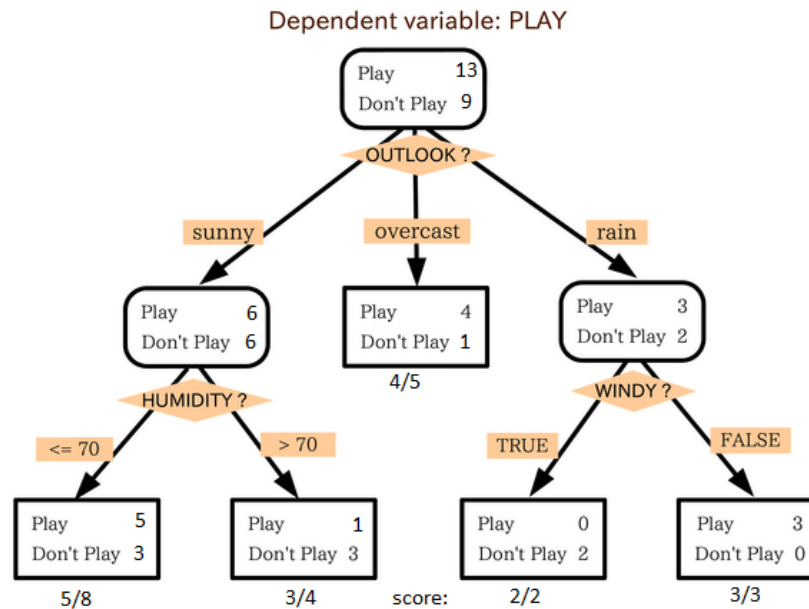 Dependent variable: PLAY
Play 13
Don't Play 9
OUTLOOK ?
sunny
overcast
rain
Play 6
Don't Play 6
Play 4
Don't Play 1
Play 3
Don't Play 2
4/5
HUMIDITY ?
WINDY ?
<= 70
> 70
TRUE
FALSE
Play 5
Don't Play 3
Play 1
Don't Play 3
Play 0
Don't Play 2
Play 3
Don't Play 0
5/8
3/4
score:
2/2
3/3